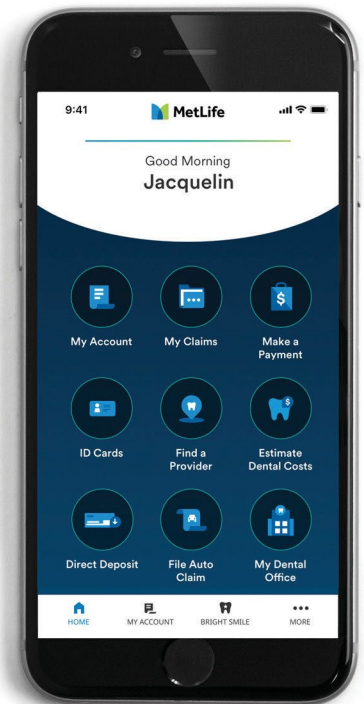 9:41
MetLife
Good Morning
Jacquelin
My Account
My Claims
Make a
Payment
$
ID Cards
Find a
Provider
Estimate
Dental Costs
$
Direct Deposit
File Auto
Claim
My Dental
Office
HOME
MY ACCOUNT
BRIGHT SMILE
MORE